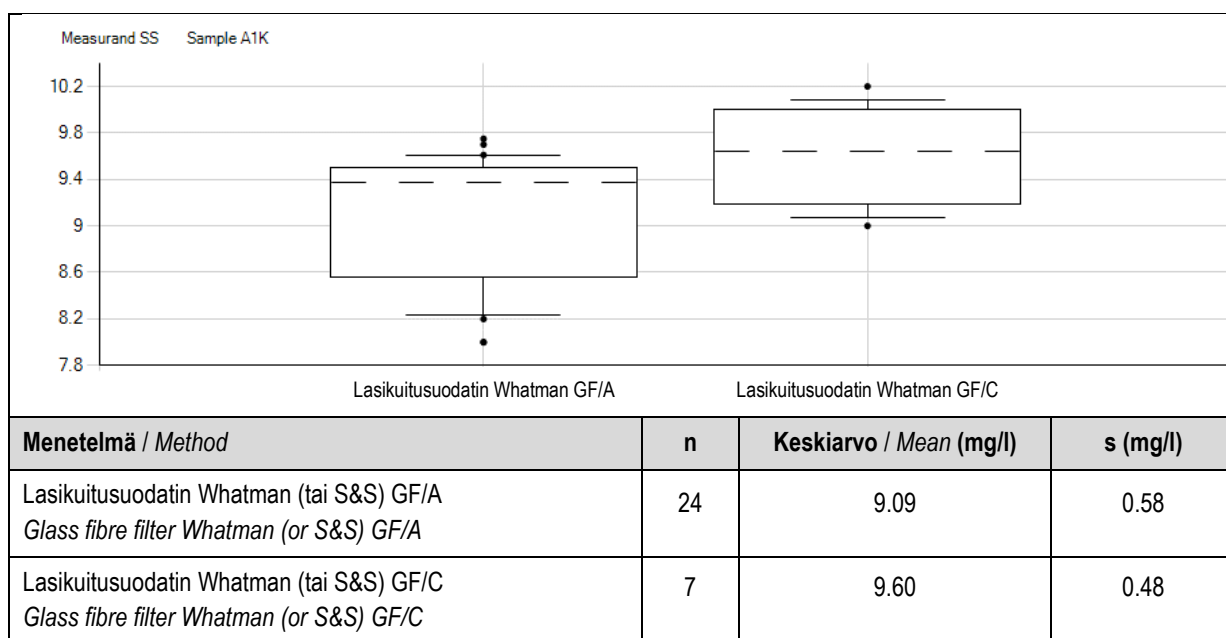 Measurand SS Sample A1K
10.2
9.8
9.4
9
8.6
8.2
7.8
Lasikuitusuodatin Whatman GF/A Lasikuitusuodatin Whatman GF/C
Menetelmä / Method n Keskiarvo / Mean (mg/l) s (mg/l)
Lasikuitusuodatin Whatman (tai S&S) GF/A
Glass fibre filter Whatman (or S&S) GF/A
24 9.09 0.58
Lasikuitusuodatin Whatman (tai S&S) GF/C
Glass fibre filter Whatman (or S&S) GF/C
7 9.60 0.48